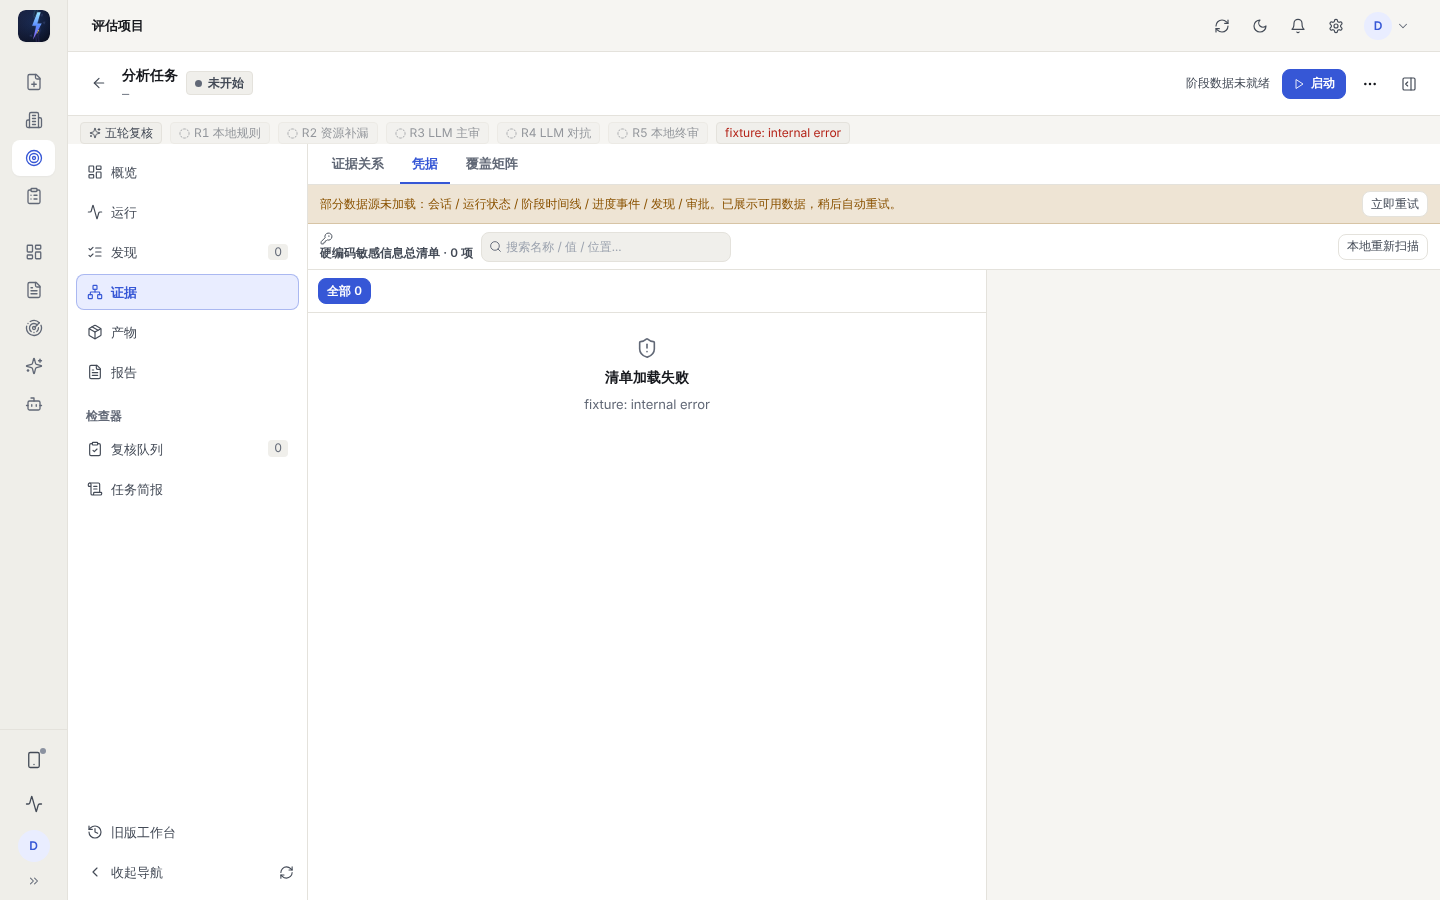 评估项目
D
分析任务
—
未开始
阶段数据未就绪
启动
五轮复核
R1 本地规则
R2 资源补漏
R3 LLM 主审
R4 LLM 对抗
R5 本地终审
fixture: internal error
概览
运行
发现
0
证据
产物
报告
检查器
复核队列
0
任务简报
旧版工作台
收起导航
D
证据关系
凭据
覆盖矩阵
部分数据源未加载：会话 / 运行状态 / 阶段时间线 / 进度事件 / 发现 / 审批。已展示可用数据，稍后自动重试。
立即重试
硬编码敏感信息总清单 · 0 项
搜索名称 / 值 / 位置...
本地重新扫描
全部 0
清单加载失败
fixture: internal error